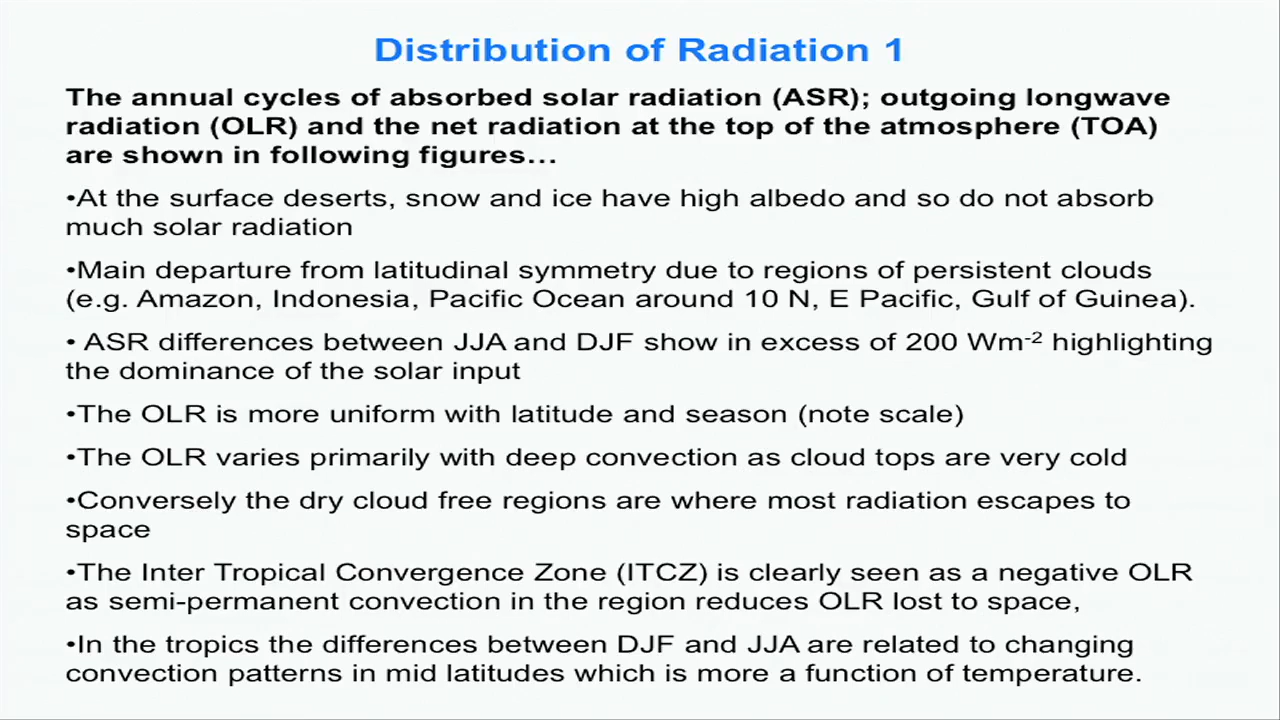 Distribution of Radiation 1
The annual cycles of absorbed solar radiation (ASR); outgoing longwave
radiation (OLR) and the net radiation at the top of the atmosphere (TOA)
are shown in following figures…
•At the surface deserts, snow and ice have high albedo and so do not absorb
much solar radiation
•Main departure from latitudinal symmetry due to regions of persistent clouds
(e.g. Amazon, Indonesia, Pacific Ocean around 10 N, E Pacific, Gulf of Guinea).
• ASR differences between JJA and DJF show in excess of 200 Wm-2 highlighting
the dominance of the solar input
•The OLR is more uniform with latitude and season (note scale)
•The OLR varies primarily with deep convection as cloud tops are very cold
•Conversely the dry cloud free regions are where most radiation escapes to
space
•The Inter Tropical Convergence Zone (ITCZ) is clearly seen as a negative OLR
as semi-permanent convection in the region reduces OLR lost to space,
•In the tropics the differences between DJF and JJA are related to changing
convection patterns in mid latitudes which is more a function of temperature.